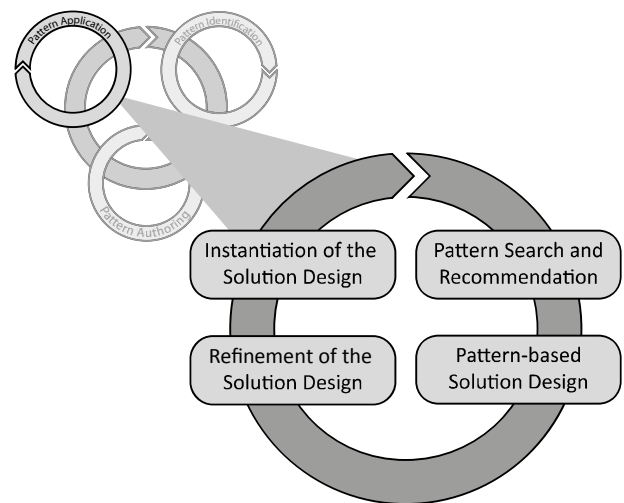 Pattern Application
Pattern Identification
Pattern Authoring
Instantiation of the
Solution Design
Pattern Search and
Recommendation
Refinement of the
Solution Design
Pattern-based
Solution Design